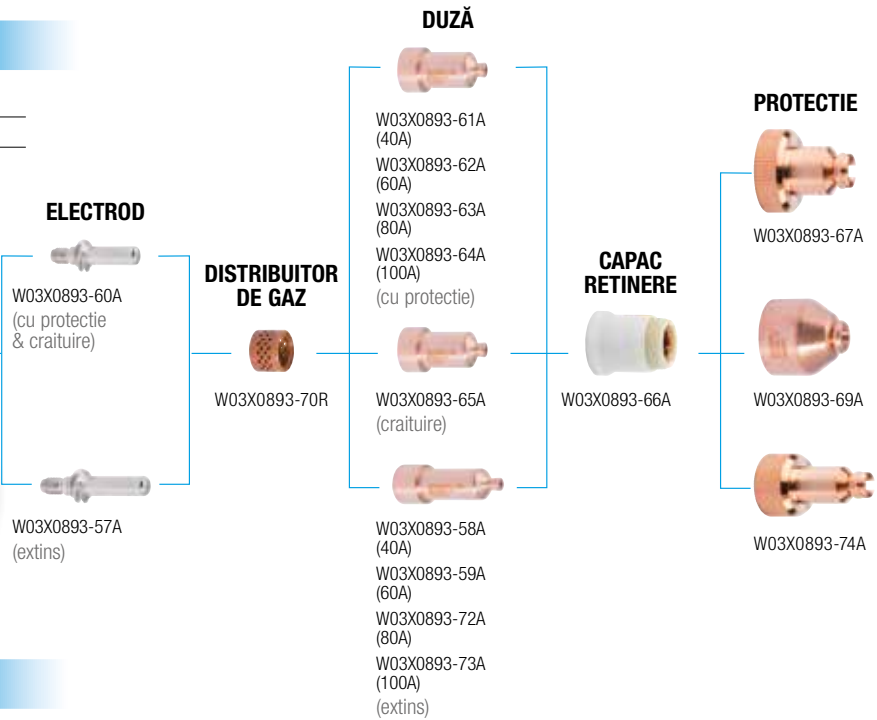 ELECTROD
W03X0893-60A
(cu protectie
& craituire)
W03X0893-57A
(extins)
DISTRIBUITOR
DE GAZ
W03X0893-70R
DUZĂ
W03X0893-61A
(40A)
W03X0893-62A
(60A)
W03X0893-63A
(80A)
W03X0893-64A
(100A)
(cu protectie)
W03X0893-65A
(craituire)
W03X0893-58A
(40A)
W03X0893-59A
(60A)
W03X0893-72A
(80A)
W03X0893-73A
(100A)
(extins)
CAPAC
RETINERE
W03X0893-66A
PROTECTIE
W03X0893-67A
W03X0893-69A
W03X0893-74A